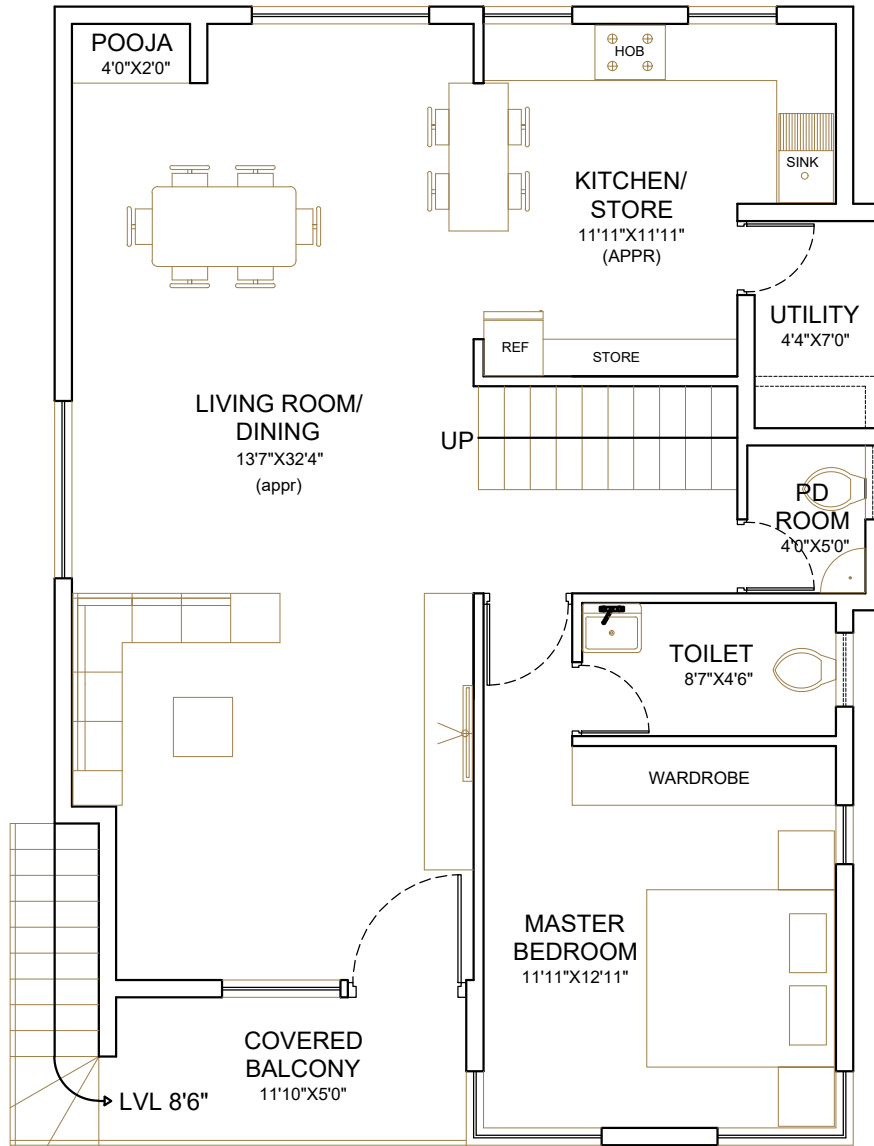 POOJA
4'0"X2'0"
HOB
SINK
KITCHEN/
STORE
11'11"X11'11"
(APPR)
UTILITY
4'4"X7'0"
REF
STORE
LIVING ROOM/
DINING
13'7"X32'4"
(appr)
UP
PD
ROOM
4'0"X5'0"
TOILET
8'7"X4'6"
WARDROBE
MASTER
BEDROOM
11'11"X12'11"
COVERED
BALCONY
11'10"X5'0"
LVL 8'6"